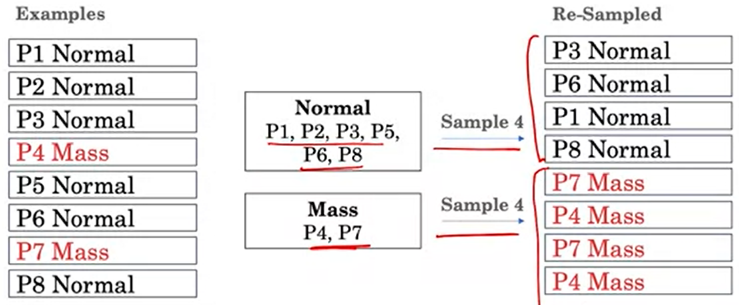 Examples
P1 Normal
P2 Normal
P3 Normal
P4 Mass
P5 Normal
P6 Normal
P7 Mass
P8 Normal
Normal
P1, P2, P3, P5,
P6, P8
Sample 4
Mass
P4, P7
Sample 4
Re-Sampled
P3 Normal
P6 Normal
P1 Normal
P8 Normal
P7 Mass
P4 Mass
P7 Mass
P4 Mass